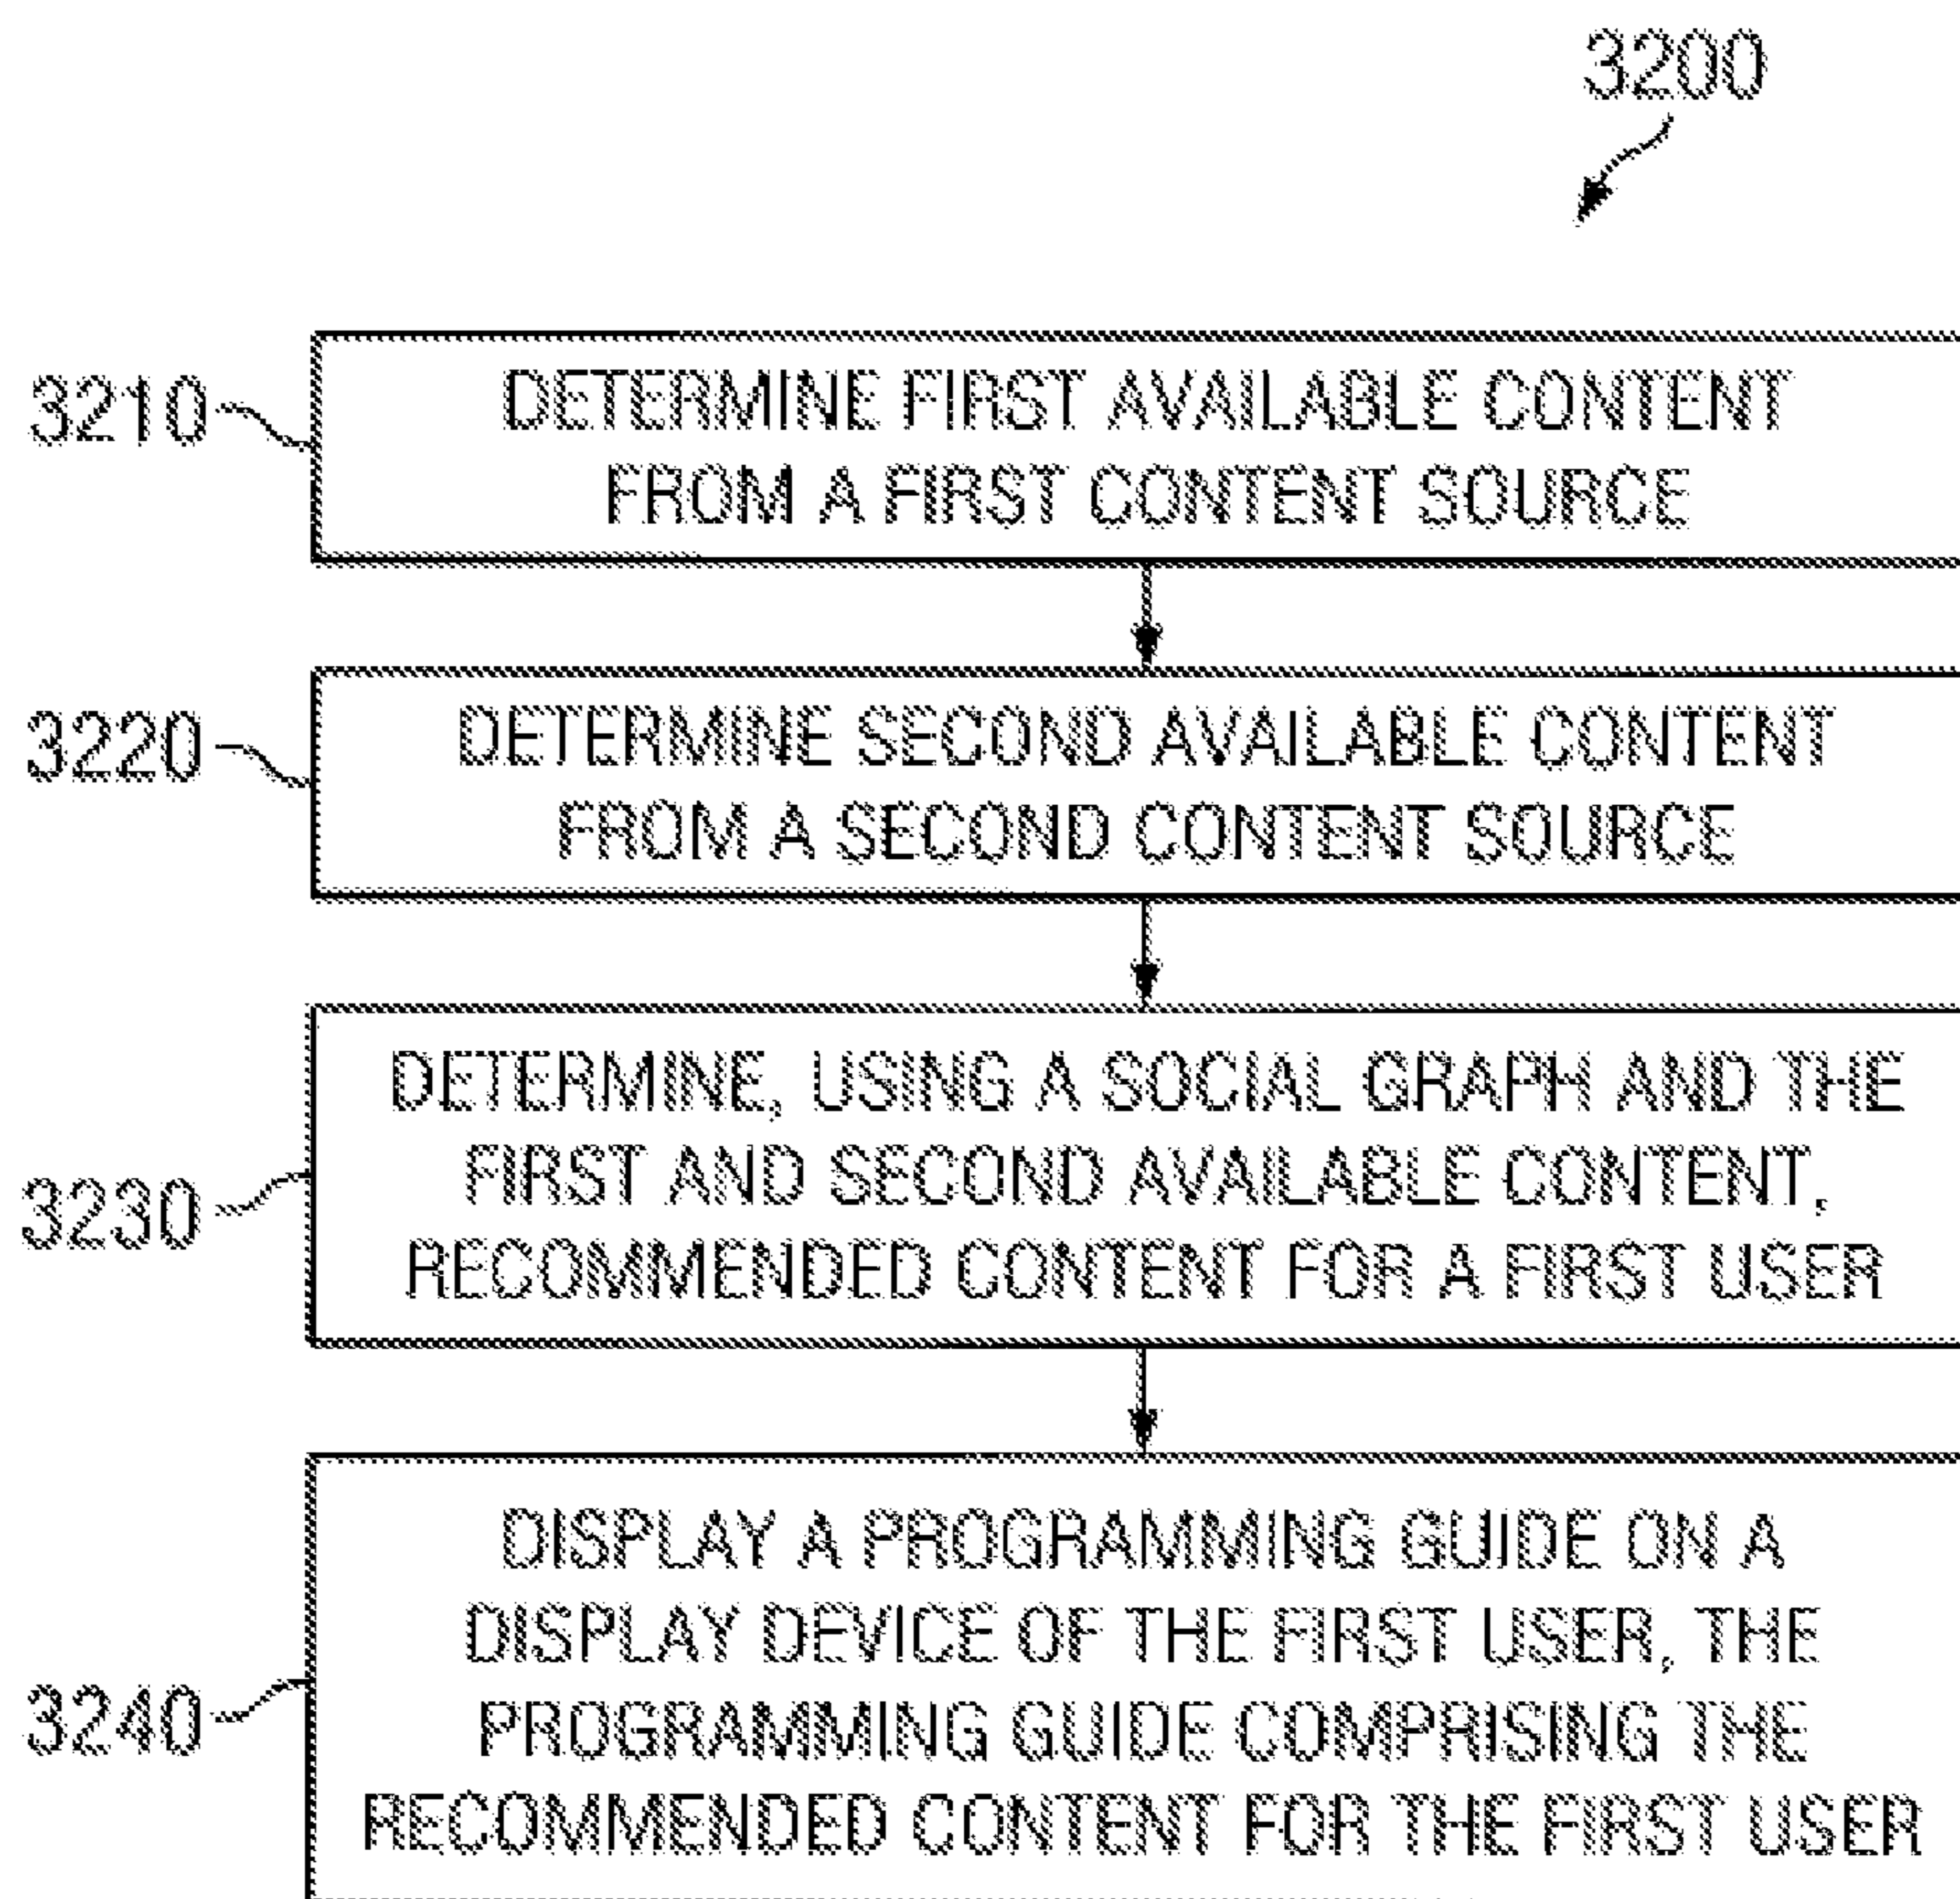 3200
3210
DETERMINE FIRST AVAILABLE CONTENT
FROM A FIRST CONTENT SOURCE
3220
DETERMINE SECOND AVAILABLE CONTENT
FROM A SECOND CONTENT SOURCE
3230
DETERMINE, USING A SOCIAL GRAPH AND THE
FIRST AND SECOND AVAILABLE CONTENT,
RECOMMENDED CONTENT FOR A FIRST USER
3240
DISPLAY A PROGRAMMING GUIDE ON A
DISPLAY DEVICE OF THE FIRST USER, THE
PROGRAMMING GUIDE COMPRISING THE
RECOMMENDED CONTENT FOR THE FIRST USER